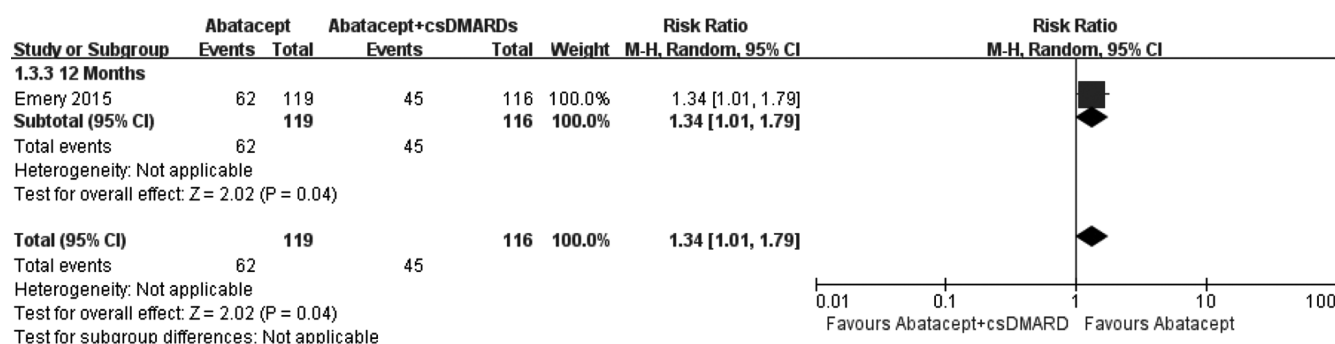 Abatacept Abatacept+csDMARDs Risk Ratio Risk Ratio
Study or Subgroup Events Total Events Total Weight M-H, Random, 95% CI M-H, Random, 95% CI
1.3.3 12 Months
Emery 2015 62 119 45 116 100.0% 1.34 [1.01, 1.79]
Subtotal (95% CI) 119 116 100.0% 1.34 [1.01, 1.79]
Total events 62 45
Heterogeneity: Not applicable
Test for overall effect: Z = 2.02 (P = 0.04)
Total (95% CI) 119 116 100.0% 1.34 [1.01, 1.79]
Total events 62 45
Heterogeneity: Not applicable
0.01 0.1 1 10 100
Test for overall effect: Z = 2.02 (P = 0.04)
Favours Abatacept+csDMARD Favours Abatacept
Test for subgroup differences: Not applicable